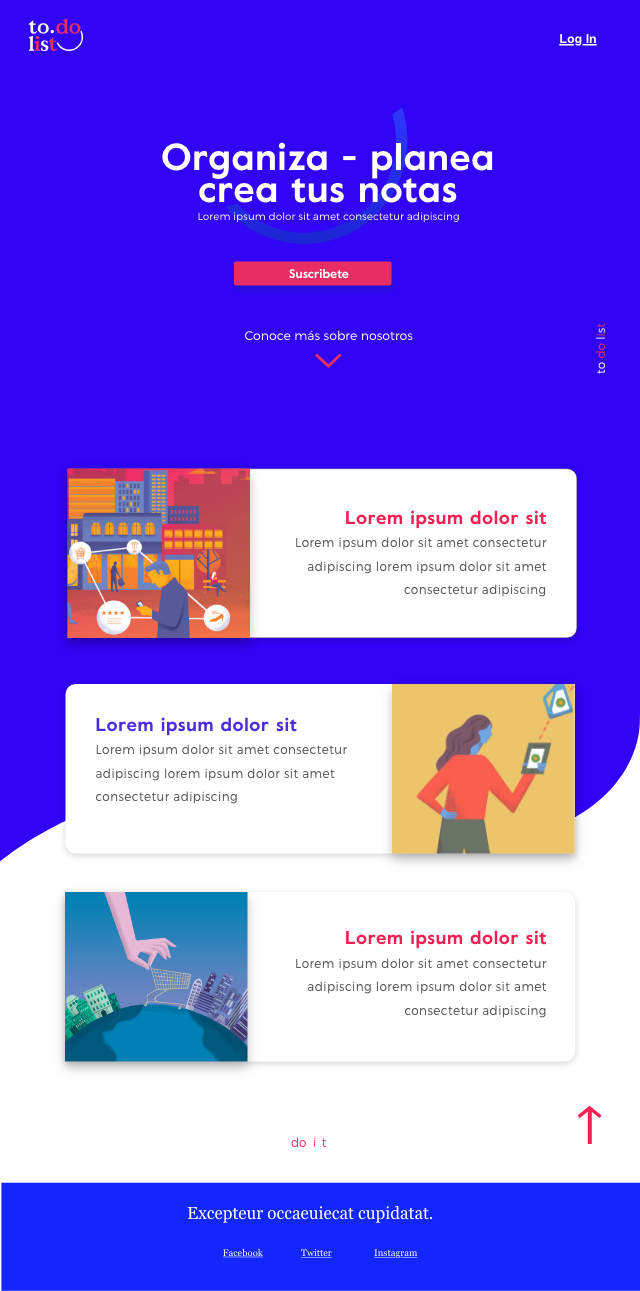 to.do
list
Log In
Organiza - planea
crea tus notas
Lorem ipsum dolor sit amet consectetur adipiscing
Suscribete
Conoce más sobre nosotros
to do list
Lorem ipsum dolor sit
Lorem ipsum dolor sit amet consectetur
adipiscing lorem ipsum dolor sit amet
consectetur adipiscing
Lorem ipsum dolor sit
Lorem ipsum dolor sit amet consectetur
adipiscing lorem ipsum dolor sit amet
consectetur adipiscing
Lorem ipsum dolor sit
Lorem ipsum dolor sit amet consectetur
adipiscing lorem ipsum dolor sit amet
consectetur adipiscing
do i t
Excepteur occaeuiecat cupidatat.
Facebook Twitter Instagram